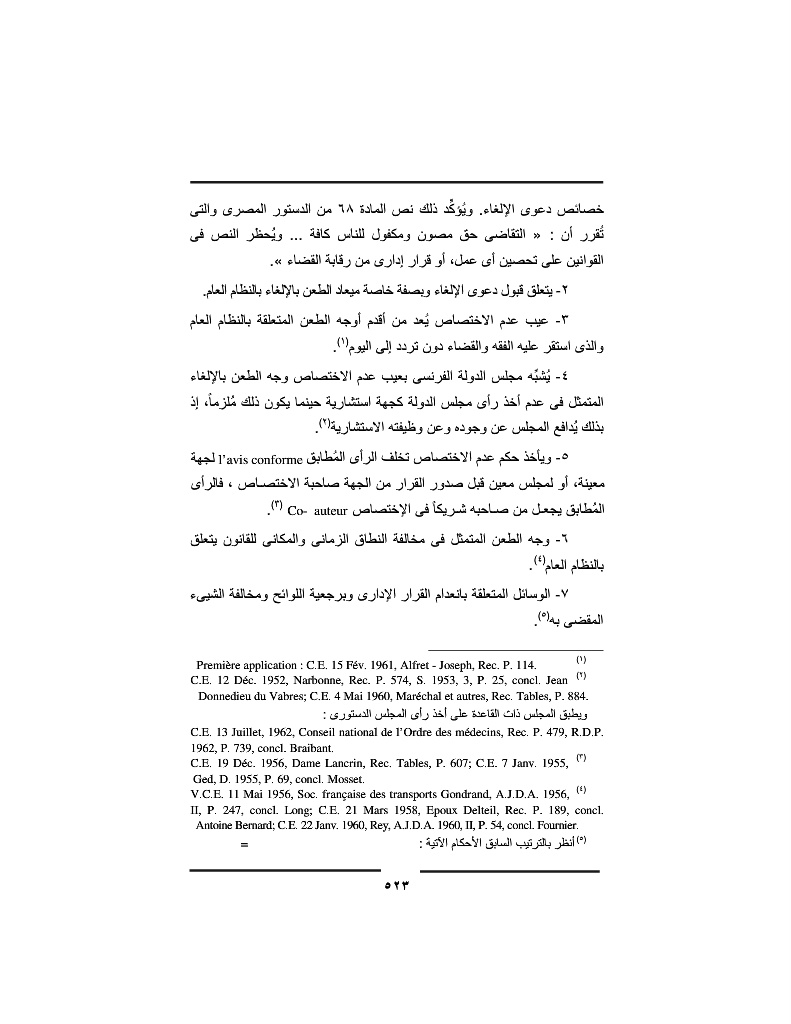 خصائص دعوى الإلغاء. ويُؤكِّد ذلك نص المادة ٦٨ من الدستور المصرى والتى
تُقرر أن : « التقاضى حق مصون ومكفول للناس كافة ... ويُحظر النص فى
القوانين على تحصين أى عمل، أو قرار إدارى من رقابة القضاء ».
٢- يتعلق قبول دعوى الإلغاء وبصفة خاصة ميعاد الطعن بالإلغاء بالنظام العام.
٣- عيب عدم الاختصاص يُعد من أقدم أوجه الطعن المتعلقة بالنظام العام
والذى استقر عليه الفقه والقضاء دون تردد إلى اليوم(١).
٤- يُشبِّه مجلس الدولة الفرنسى بعيب عدم الاختصاص وجه الطعن بالإلغاء
المتمثل فى عدم أخذ رأى مجلس الدولة كجهة استشارية حينما يكون ذلك مُلزماً، إذ
بذلك يُدافع المجلس عن وجوده وعن وظيفته الاستشارية(٢).
٥- ويأخذ حكم عدم الاختصاص تخلف الرأى المُطابق l'avis conforme لجهة
معينة، أو لمجلس معين قبل صدور القرار من الجهة صاحبة الاختصاص ، فالرأى
المُطابق يجعل من صاحبه شريكاً فى الإختصاص Co- auteur (٣).
٦- وجه الطعن المتمثل فى مخالفة النطاق الزمانى والمكانى للقانون يتعلق
بالنظام العام(٤).
٧- الوسائل المتعلقة بانعدام القرار الإدارى وبرجعية اللوائح ومخالفة الشيىء
المقضى به(٥).
(١) Première application : C.E. 15 Fév. 1961, Alfret - Joseph, Rec. P. 114.
(٢) C.E. 12 Déc. 1952, Narbonne, Rec. P. 574, S. 1953, 3, P. 25, concl. Jean
Donnedieu du Vabres; C.E. 4 Mai 1960, Maréchal et autres, Rec. Tables, P. 884.
ويطبق المجلس ذات القاعدة على أخذ رأى المجلس الدستورى :
C.E. 13 Juillet, 1962, Conseil national de l'Ordre des médecins, Rec. P. 479, R.D.P.
1962, P. 739, concl. Braibant.
(٣) C.E. 19 Déc. 1956, Dame Lancrin, Rec. Tables, P. 607; C.E. 7 Janv. 1955,
Ged, D. 1955, P. 69, concl. Mosset.
(٤) V.C.E. 11 Mai 1956, Soc. française des transports Gondrand, A.J.D.A. 1956,
II, P. 247, concl. Long; C.E. 21 Mars 1958, Epoux Delteil, Rec. P. 189, concl.
Antoine Bernard; C.E. 22 Janv. 1960, Rey, A.J.D.A. 1960, II, P. 54, concl. Fournier.
(٥) أنظر بالترتيب السابق الأحكام الآتية : =
٥٢٣